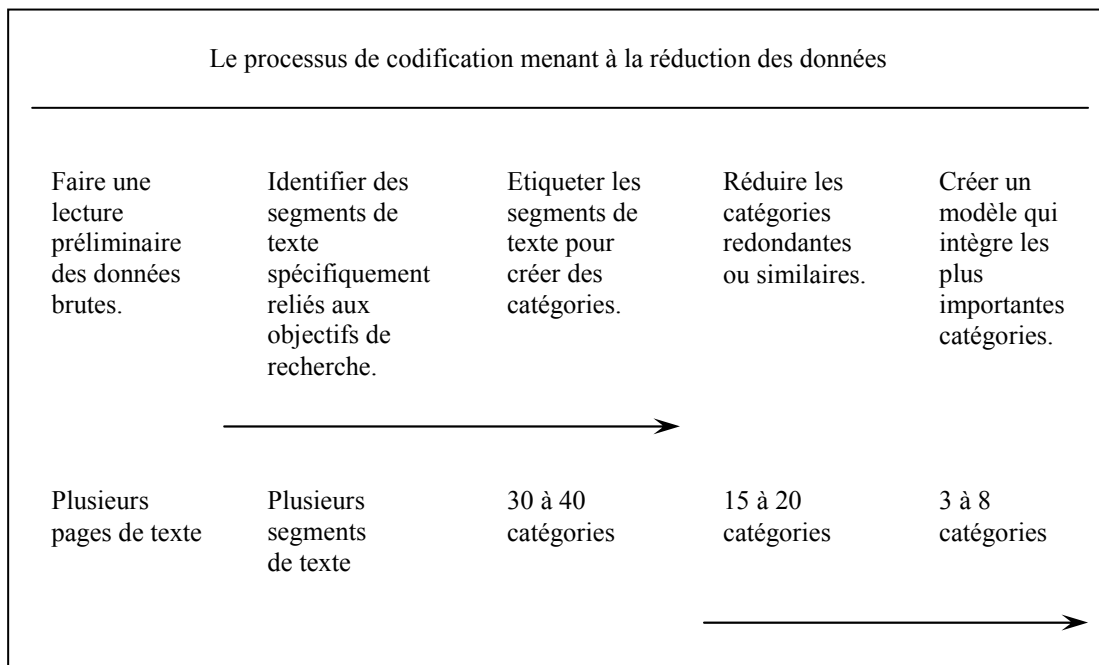 Le processus de codification menant à la réduction des données
Faire une
lecture
préliminaire
des données
brutes.
Identifier des
segments de
texte
spécifiquement
reliés aux
objectifs de
recherche.
Etiqueter les
segments de
texte pour
créer des
catégories.
Réduire les
catégories
redondantes
ou similaires.
Créer un
modèle qui
intègre les
plus
importantes
catégories.
Plusieurs
pages de texte
Plusieurs
segments
de texte
30 à 40
catégories
15 à 20
catégories
3 à 8
catégories